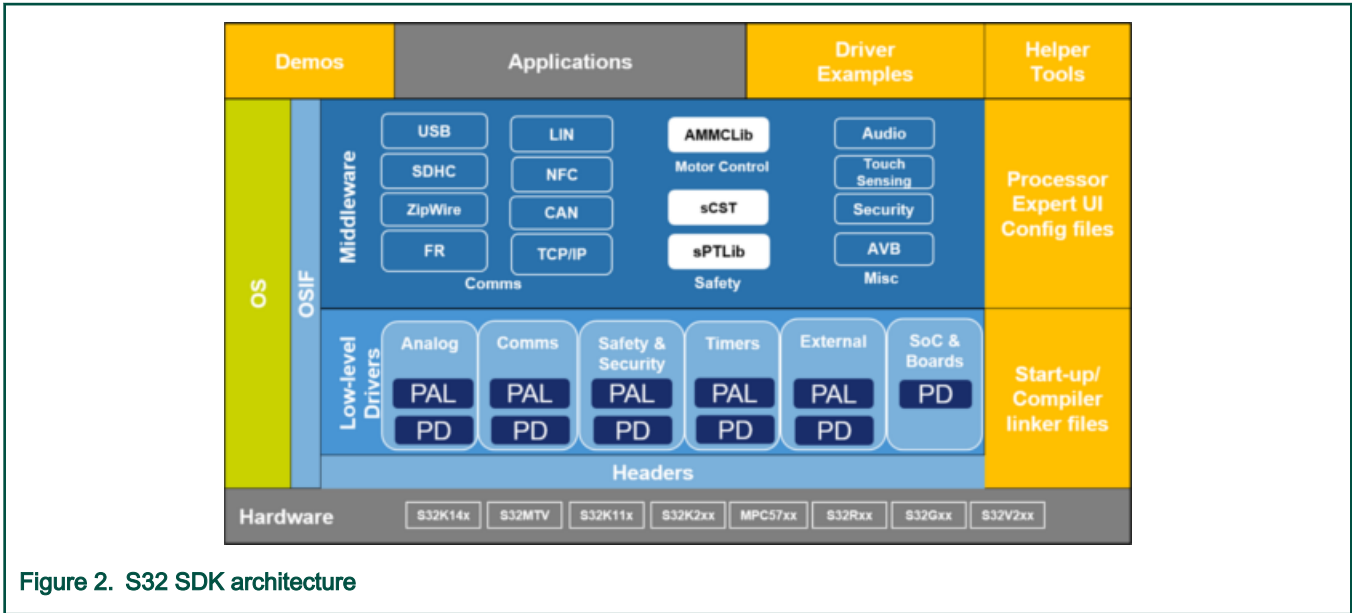 Demos
Applications
Driver
Examples
Helper
Tools
OS
OSIF
Middleware
USB
SDHC
ZipWire
FR
LIN
NFC
CAN
TCP/IP
Comms
AMMCLib
Motor Control
sCST
sPTLib
Safety
Audio
Touch
Sensing
Security
AVB
Misc
Processor
Expert UI
Config files
Low-level
Drivers
Analog
PAL
PD
Comms
PAL
PD
Safety &
Security
PAL
PD
Timers
PAL
PD
External
PAL
PD
SoC &
Boards
PD
Start-up/
Compiler
linker files
Headers
Hardware
S32K14x
S32MTV
S32K11x
S32K2xx
MPC57xx
S32Rxx
S32Gxx
S32V2xx
Figure 2. S32 SDK architecture